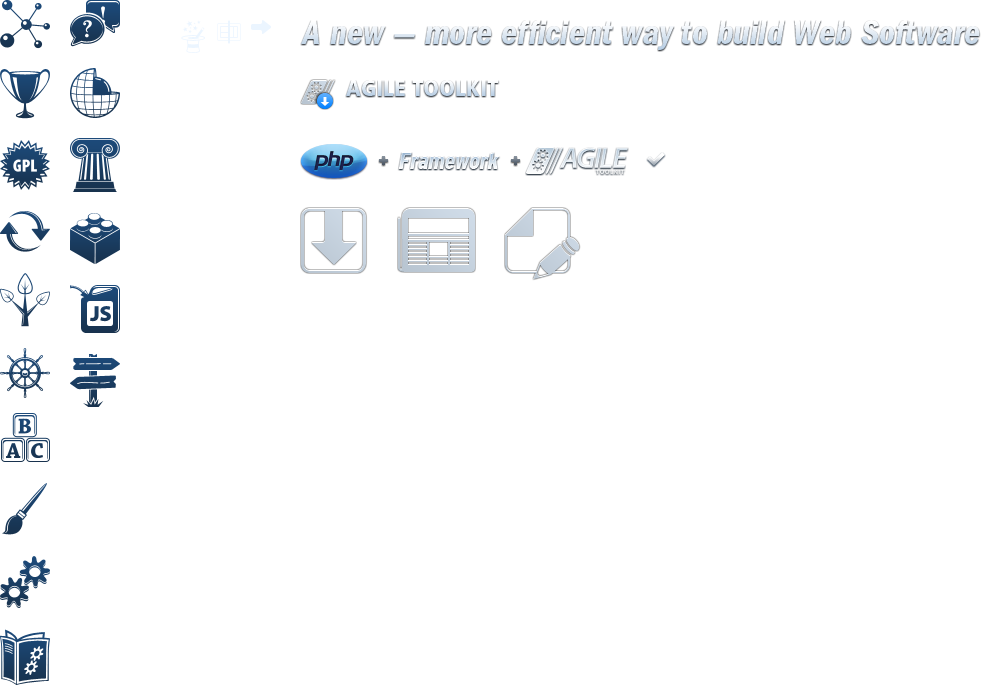 A new — more efficient way to build Web Software
AGILE TOOLKIT
php + Framework + AGILE TOOLKIT
? !
GPL
JS
B
A C